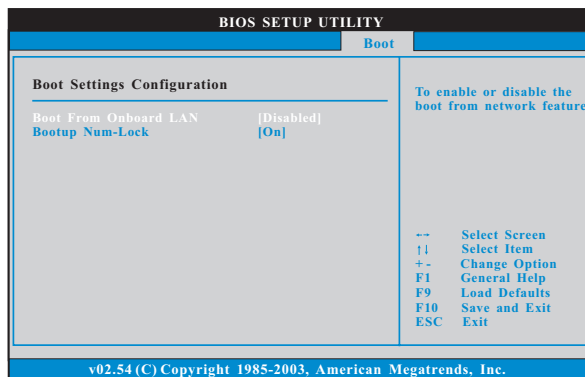 BIOS SETUP UTILITY
Boot
Boot Settings Configuration
Boot From Onboard LAN [Disabled]
Bootup Num-Lock [On]
To enable or disable the
boot from network feature
←→ Select Screen
↑↓ Select Item
+ - Change Option
F1 General Help
F9 Load Defaults
F10 Save and Exit
ESC Exit
v02.54 (C) Copyright 1985-2003, American Megatrends, Inc.